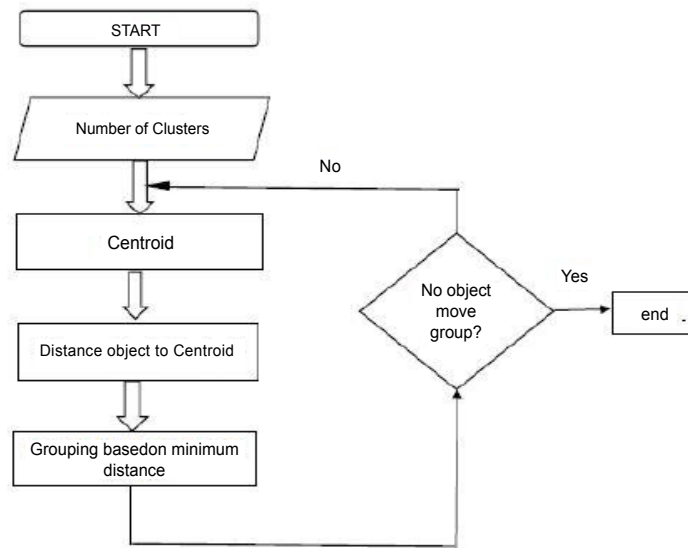 START
Number of Clusters
No
Centroid
Yes
No object
move
group?
end .
Distance object to Centroid
Grouping basedon minimum
distance